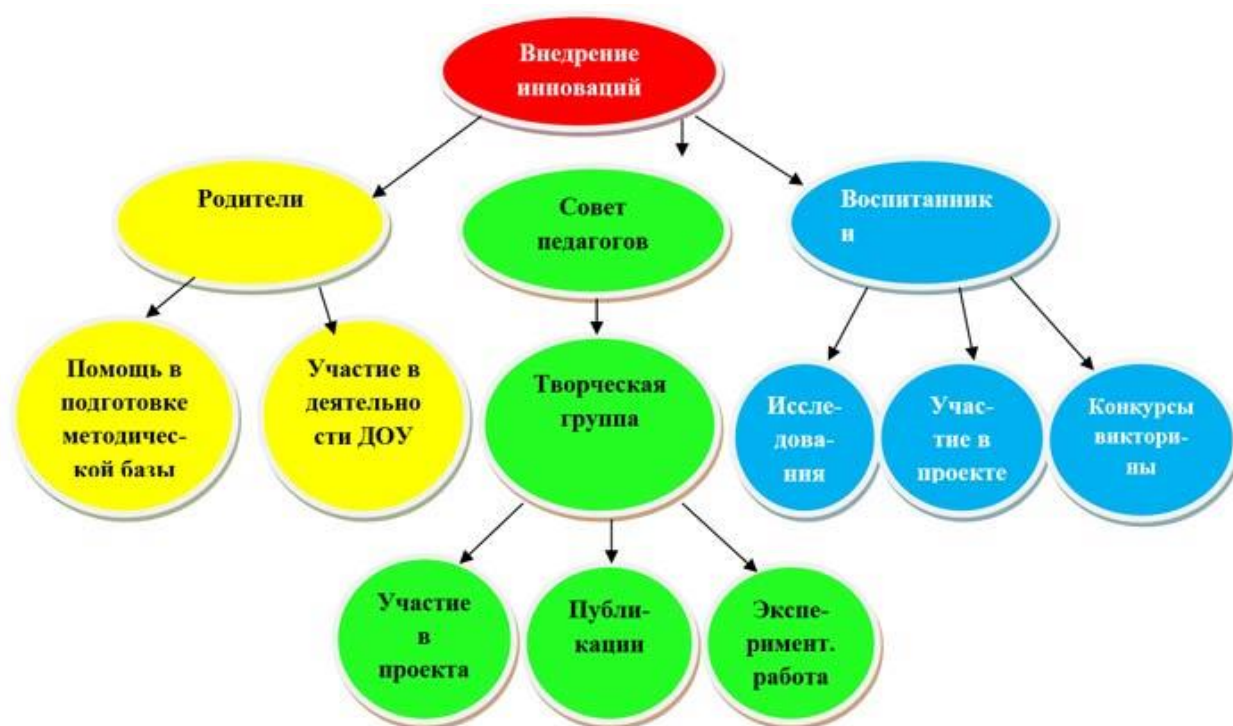 Внедрение
инноваций
Родители
Совет
педагогов
Воспитанник
и
Помощь в
подготовке
методичес-
кой базы
Участие в
деятельно
сти ДОУ
Творческая
группа
Иссле-
дова-
ния
Учас-
тие в
проекте
Конкурсы
виктори-
ны
Участие
в
проекта
Публи-
кации
Экспе-
римент.
работа